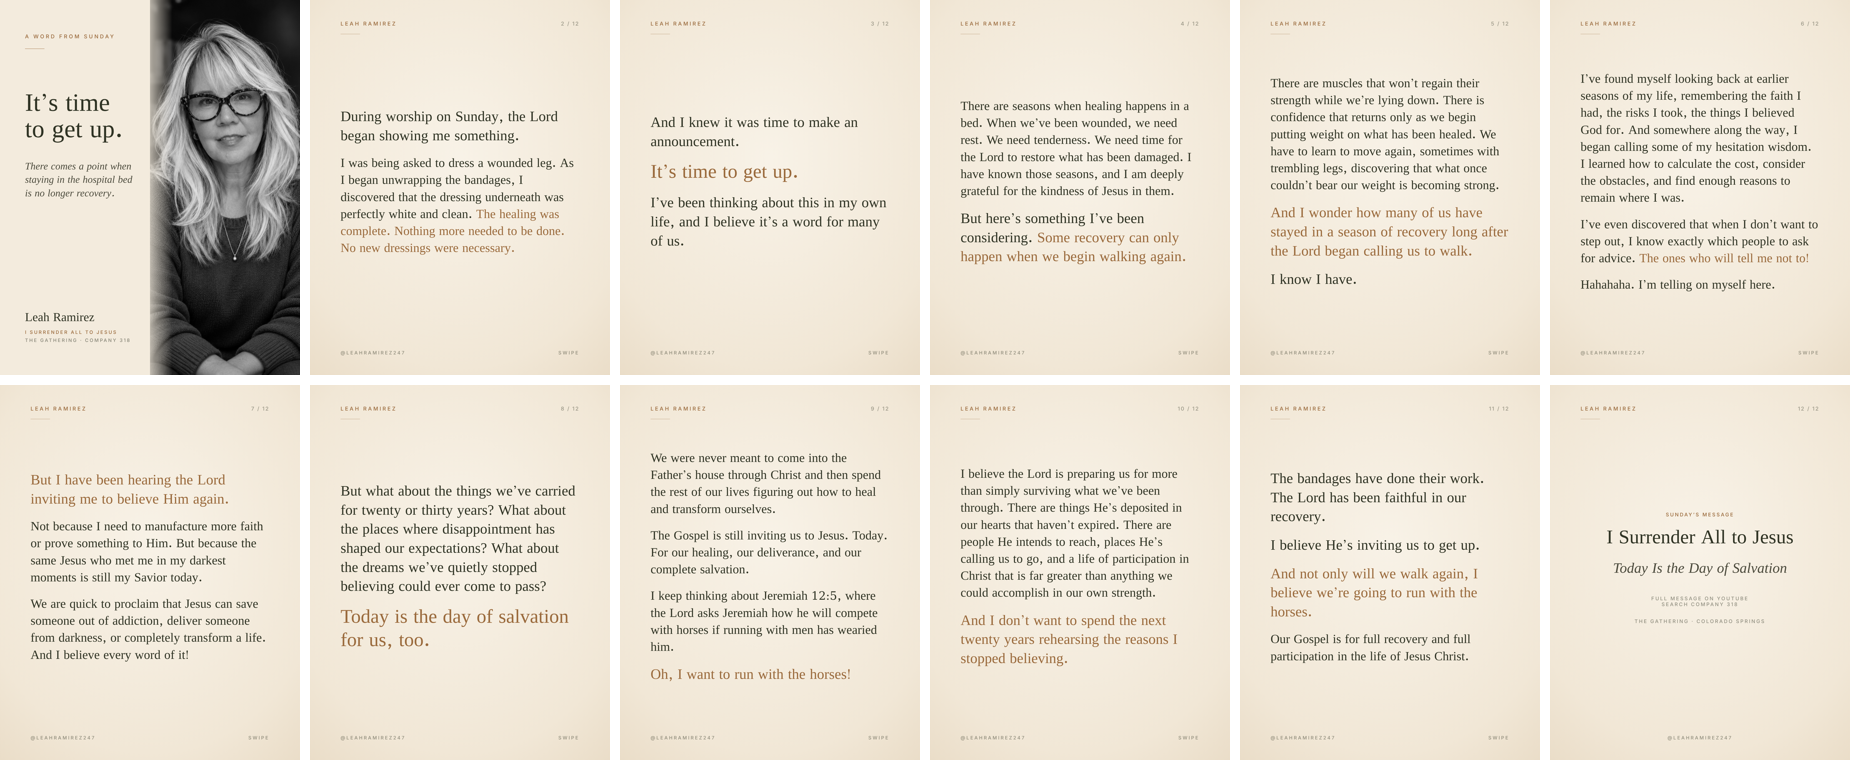 A WORD FROM SUNDAY
It's time
to get up.
There comes a point when
staying in the hospital bed
is no longer recovery.
Leah Ramirez
I SURRENDER ALL TO JESUS
THE GATHERING · COMPANY 318
LEAH RAMIREZ
2 / 12
During worship on Sunday, the Lord
began showing me something.
I was being asked to dress a wounded leg. As
I began unwrapping the bandages, I
discovered that the dressing underneath was
perfectly white and clean. The healing was
complete. Nothing more needed to be done.
No new dressings were necessary.
@LEAHRAMIREZ247
SWIPE
LEAH RAMIREZ
3 / 12
And I knew it was time to make an
announcement.
It's time to get up.
I've been thinking about this in my own
life, and I believe it's a word for many
of us.
@LEAHRAMIREZ247
SWIPE
LEAH RAMIREZ
4 / 12
There are seasons when healing happens in a
bed. When we've been wounded, we need
rest. We need tenderness. We need time for
the Lord to restore what has been damaged. I
have known those seasons, and I am deeply
grateful for the kindness of Jesus in them.
But here's something I've been
considering. Some recovery can only
happen when we begin walking again.
@LEAHRAMIREZ247
SWIPE
LEAH RAMIREZ
5 / 12
There are muscles that won't regain their
strength while we're lying down. There is
confidence that returns only as we begin
putting weight on what has been healed. We
have to learn to move again, sometimes with
trembling legs, discovering that what once
couldn't bear our weight is becoming strong.
And I wonder how many of us have
stayed in a season of recovery long after
the Lord began calling us to walk.
I know I have.
@LEAHRAMIREZ247
SWIPE
LEAH RAMIREZ
6 / 12
I've found myself looking back at earlier
seasons of my life, remembering the faith I
had, the risks I took, the things I believed
God for. And somewhere along the way, I
began calling some of my hesitation wisdom.
I learned how to calculate the cost, consider
the obstacles, and find enough reasons to
remain where I was.
I've even discovered that when I don't want to
step out, I know exactly which people to ask
for advice. The ones who will tell me not to!
Hahahaha. I'm telling on myself here.
@LEAHRAMIREZ247
SWIPE
LEAH RAMIREZ
7 / 12
But I have been hearing the Lord
inviting me to believe Him again.
Not because I need to manufacture more faith
or prove something to Him. But because the
same Jesus who met me in my darkest
moments is still my Savior today.
We are quick to proclaim that Jesus can save
someone out of addiction, deliver someone
from darkness, or completely transform a life.
And I believe every word of it!
@LEAHRAMIREZ247
SWIPE
LEAH RAMIREZ
8 / 12
But what about the things we've carried
for twenty or thirty years? What about
the places where disappointment has
shaped our expectations? What about
the dreams we've quietly stopped
believing could ever come to pass?
Today is the day of salvation
for us, too.
@LEAHRAMIREZ247
SWIPE
LEAH RAMIREZ
9 / 12
We were never meant to come into the
Father's house through Christ and then spend
the rest of our lives figuring out how to heal
and transform ourselves.
The Gospel is still inviting us to Jesus. Today.
For our healing, our deliverance, and our
complete salvation.
I keep thinking about Jeremiah 12:5, where
the Lord asks Jeremiah how he will compete
with horses if running with men has wearied
him.
Oh, I want to run with the horses!
@LEAHRAMIREZ247
SWIPE
LEAH RAMIREZ
10 / 12
I believe the Lord is preparing us for more
than simply surviving what we've been
through. There are things He's deposited in
our hearts that haven't expired. There are
people He intends to reach, places He's
calling us to go, and a life of participation in
Christ that is far greater than anything we
could accomplish in our own strength.
And I don't want to spend the next
twenty years rehearsing the reasons I
stopped believing.
@LEAHRAMIREZ247
SWIPE
LEAH RAMIREZ
11 / 12
The bandages have done their work.
The Lord has been faithful in our
recovery.
I believe He's inviting us to get up.
And not only will we walk again, I
believe we're going to run with the
horses.
Our Gospel is for full recovery and full
participation in the life of Jesus Christ.
@LEAHRAMIREZ247
SWIPE
LEAH RAMIREZ
12 / 12
SUNDAY'S MESSAGE
I Surrender All to Jesus
Today Is the Day of Salvation
FULL MESSAGE ON YOUTUBE
SEARCH COMPANY 318
THE GATHERING · COLORADO SPRINGS
@LEAHRAMIREZ247